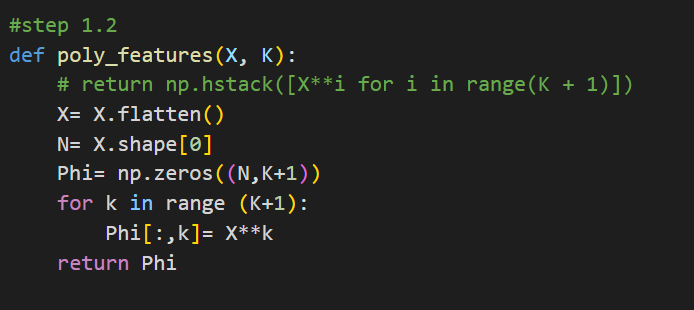 #step 1.2
def poly_features(X, K):
    # return np.hstack([X**i for i in range(K + 1)])
    X= X.flatten()
    N= X.shape[0]
    Phi= np.zeros((N,K+1))
    for k in range (K+1):
        Phi[:,k]= X**k
    return Phi